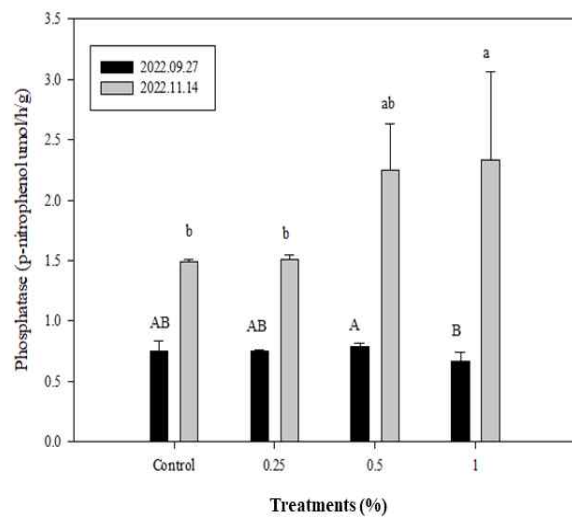 3.5
3.0
2.5
2.0
1.5
1.0
0.5
0.0
Phosphatase (p-nitrophenol umol/h/g)
2022.09.27
2022.11.14
AB
b
AB
b
A
ab
B
a
Control
0.25
0.5
1
Treatments (%)